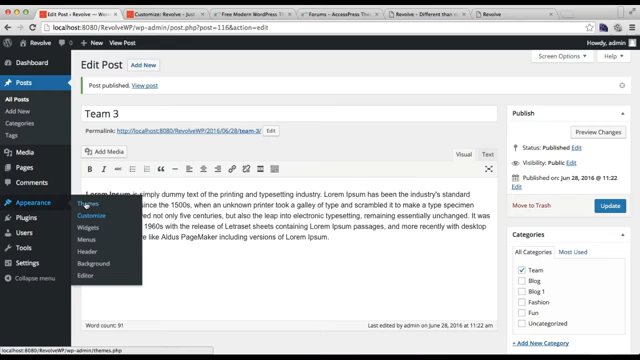 Edit Post ‹ Revolve — Wo
Customize: Revolve – Just
Free Modern WordPress Th
Forums – AccessPress The
Revolve – Different than o
Revolve
localhost:8080/RevolveWP/wp-admin/post.php?post=116&action=edit
Revolve
0
New
View Post
Howdy, admin
Dashboard
Edit Post
Add New
Screen Options
Help
Posts
Post published. View post
All Posts
Add New
Categories
Tags
Team 3
Permalink: http://localhost:8080/RevolveWP/2016/06/28/team-3/
Edit
Publish
Preview Changes
Media
Pages
Comments
Add Media
Visual
Text
Status: Published Edit
Visibility: Public Edit
Published on: Jun 28, 2016 @ 11:22
Edit
Move to Trash
Update
Appearance
Plugins
Users
Tools
Settings
Collapse menu
Themes
Customize
Widgets
Menus
Header
Background
Editor
Lorem Ipsum is simply dummy text of the printing and typesetting industry. Lorem Ipsum has been the industry's standard
since the 1500s, when an unknown printer took a galley of type and scrambled it to make a type specimen
ved not only five centuries, but also the leap into electronic typesetting, remaining essentially unchanged. It was
1960s with the release of Letraset sheets containing Lorem Ipsum passages, and more recently with desktop
e like Aldus PageMaker including versions of Lorem Ipsum.
Categories
All Categories
Most Used
Team
Blog
Blog 1
Fashion
Fun
Uncategorized
+ Add New Category
Word count: 91
Last edited by admin on June 28, 2016 at 11:22 am
localhost:8080/RevolveWP/wp-admin/themes.php